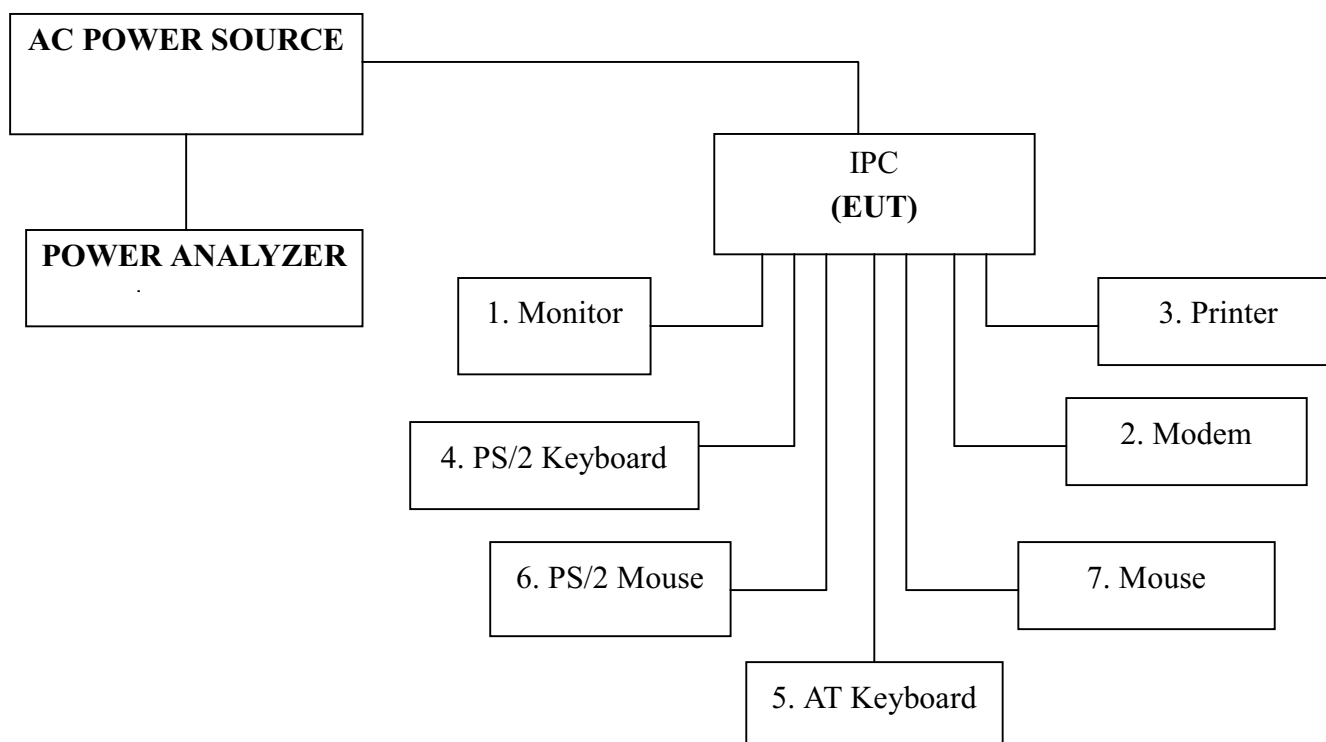 AC POWER SOURCE
IPC
(EUT)
POWER ANALYZER
1. Monitor
3. Printer
4. PS/2 Keyboard
2. Modem
6. PS/2 Mouse
7. Mouse
5. AT Keyboard